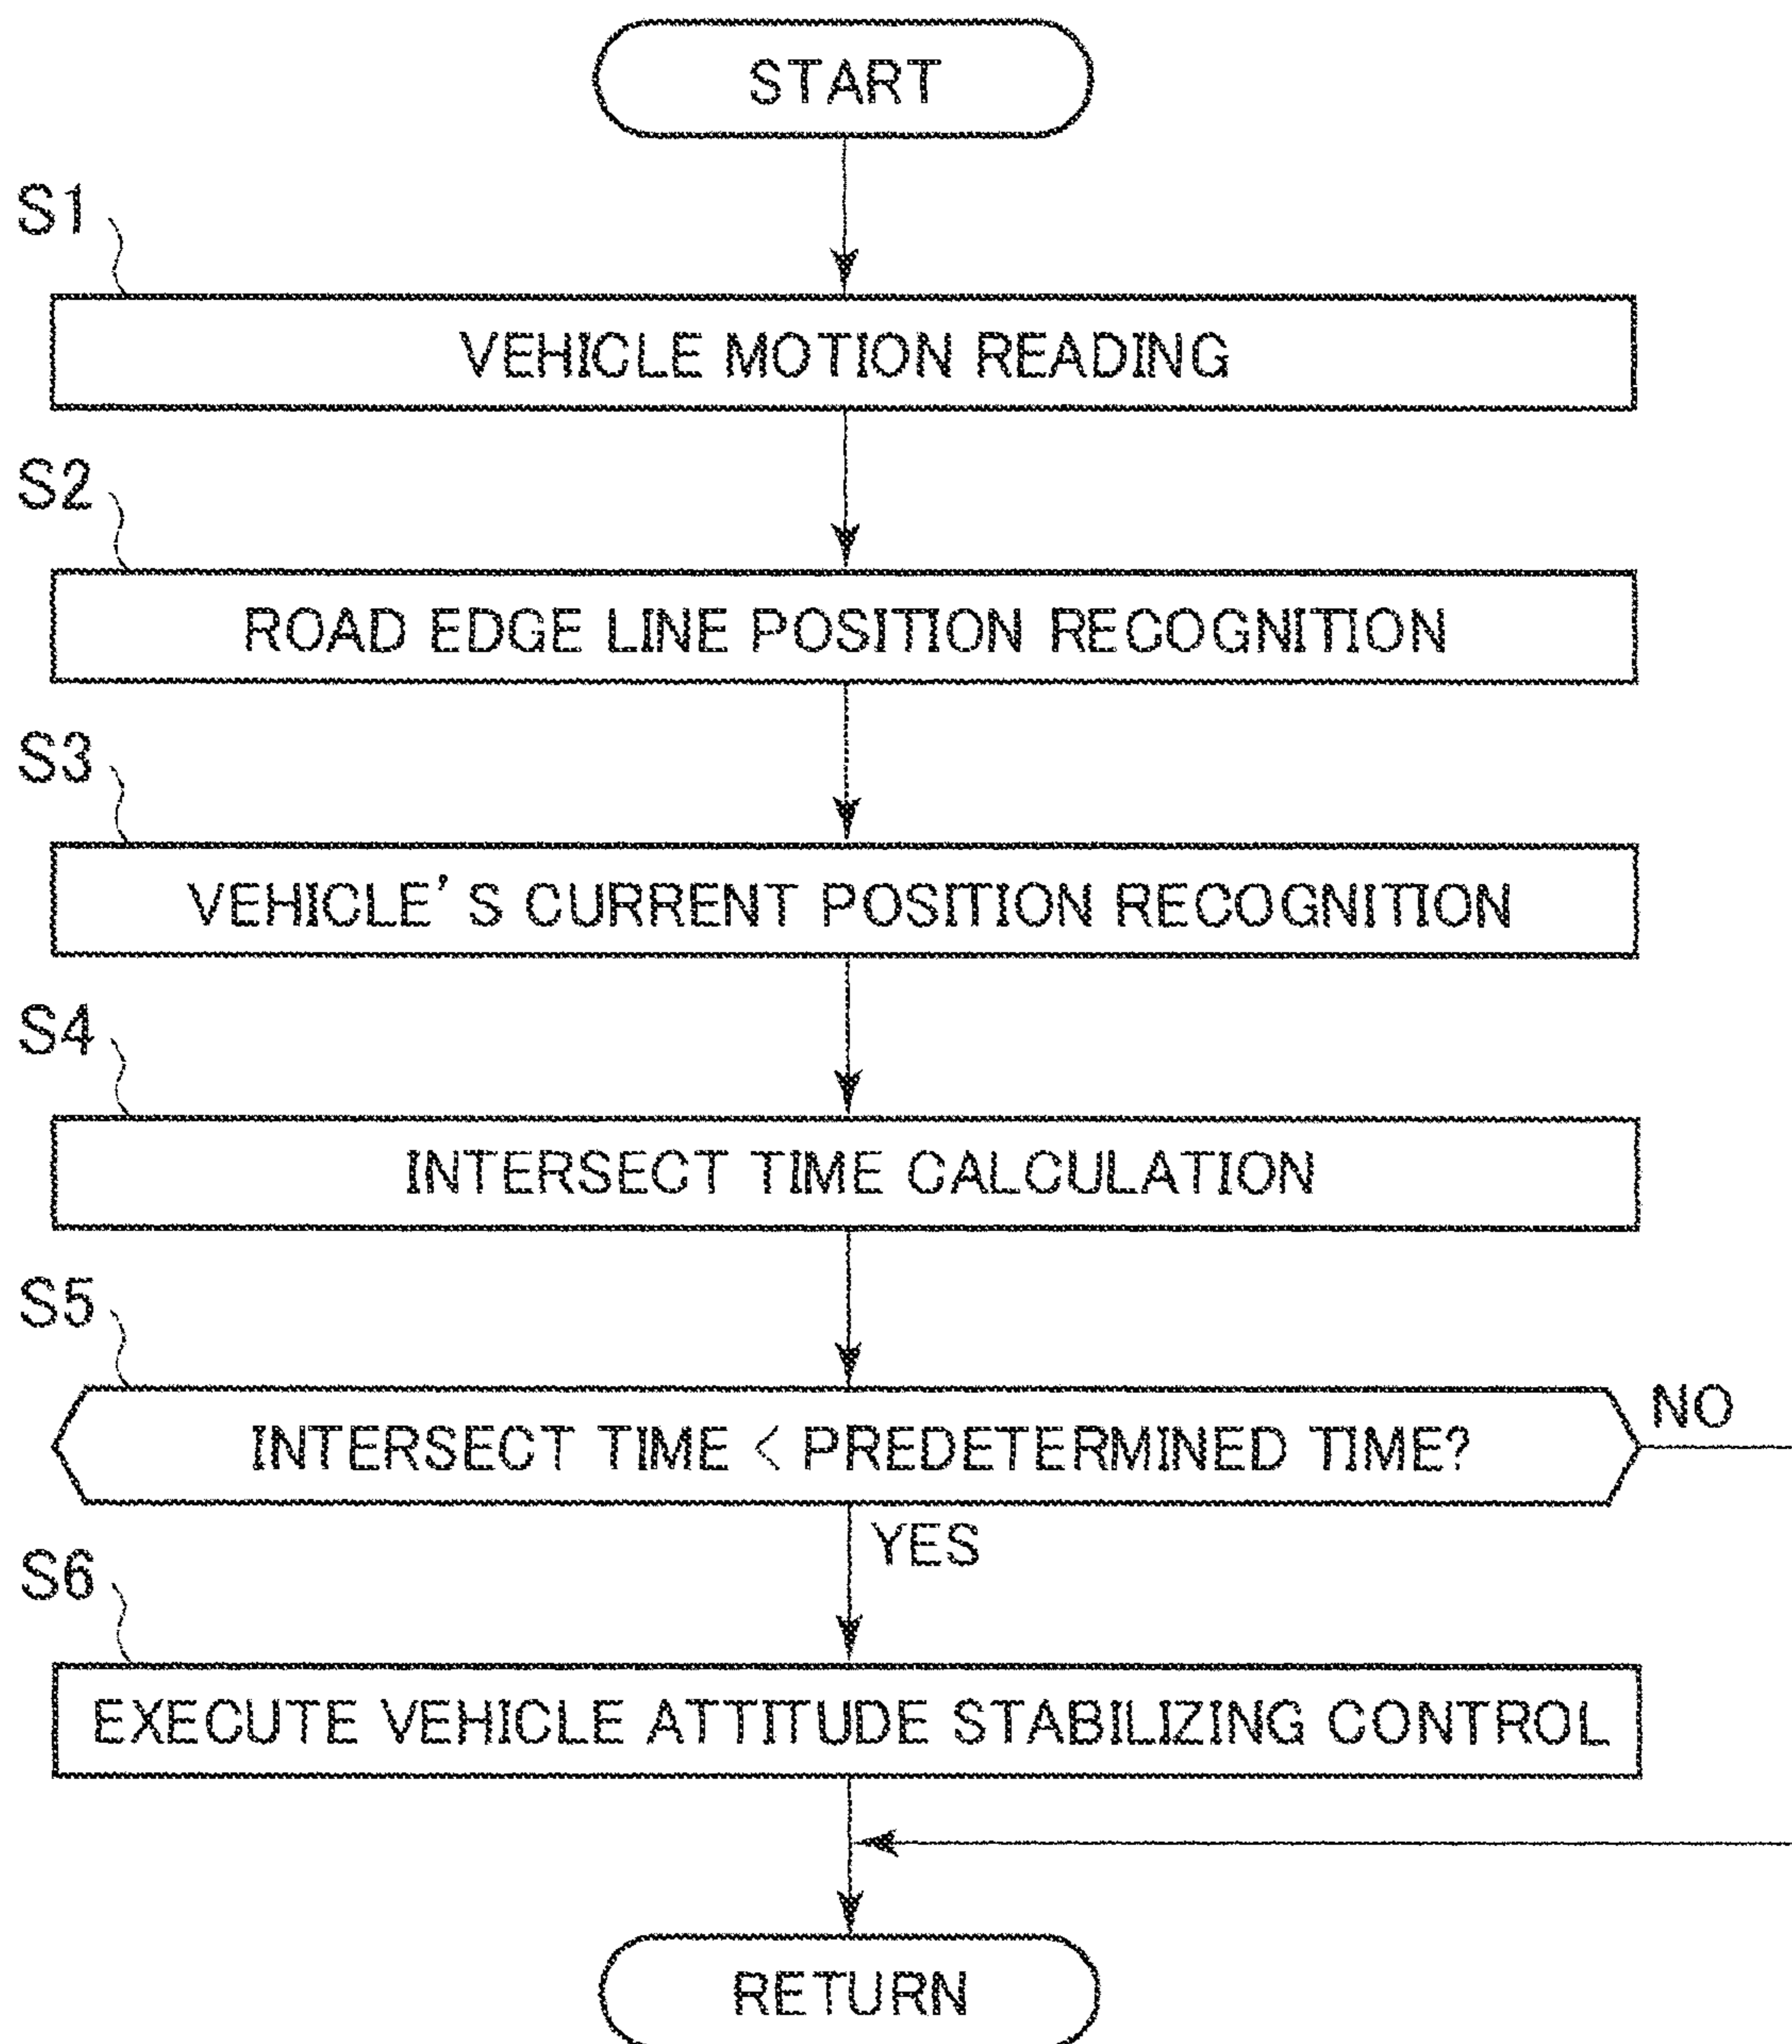 START
S1
VEHICLE MOTION READING
S2
ROAD EDGE LINE POSITION RECOGNITION
S3
VEHICLE'S CURRENT POSITION RECOGNITION
S4
INTERSECT TIME CALCULATION
S5
INTERSECT TIME < PREDETERMINED TIME?
NO
YES
S6
EXECUTE VEHICLE ATTITUDE STABILIZING CONTROL
RETURN